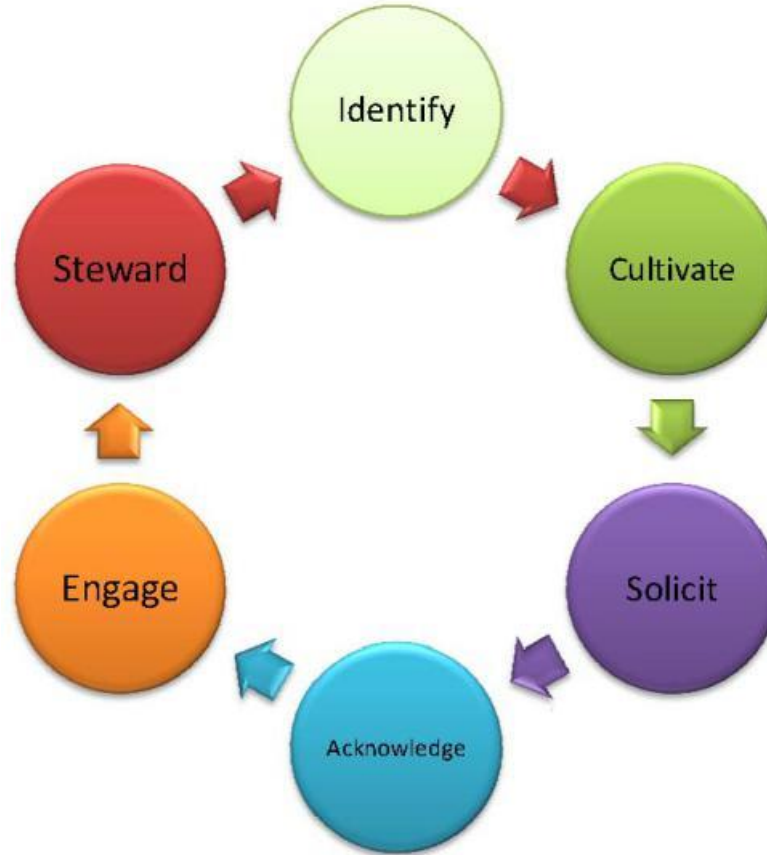 Identify
Cultivate
Solicit
Acknowledge
Engage
Steward